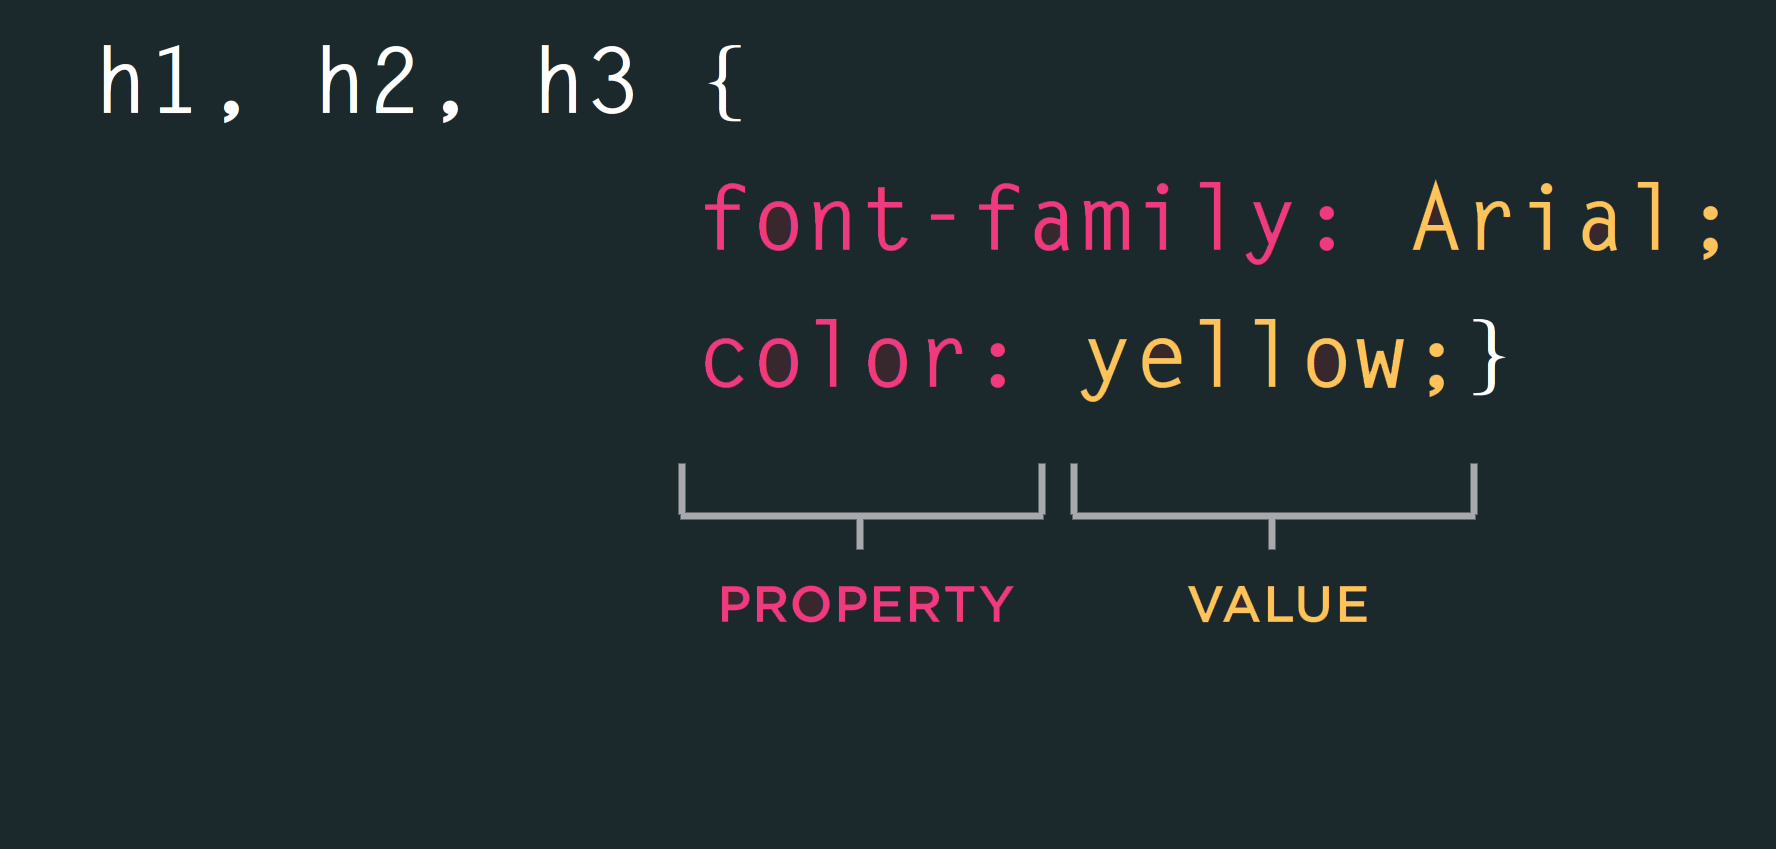 h1, h2, h3 {
font-family: Arial;
color: yellow;}
PROPERTY VALUE